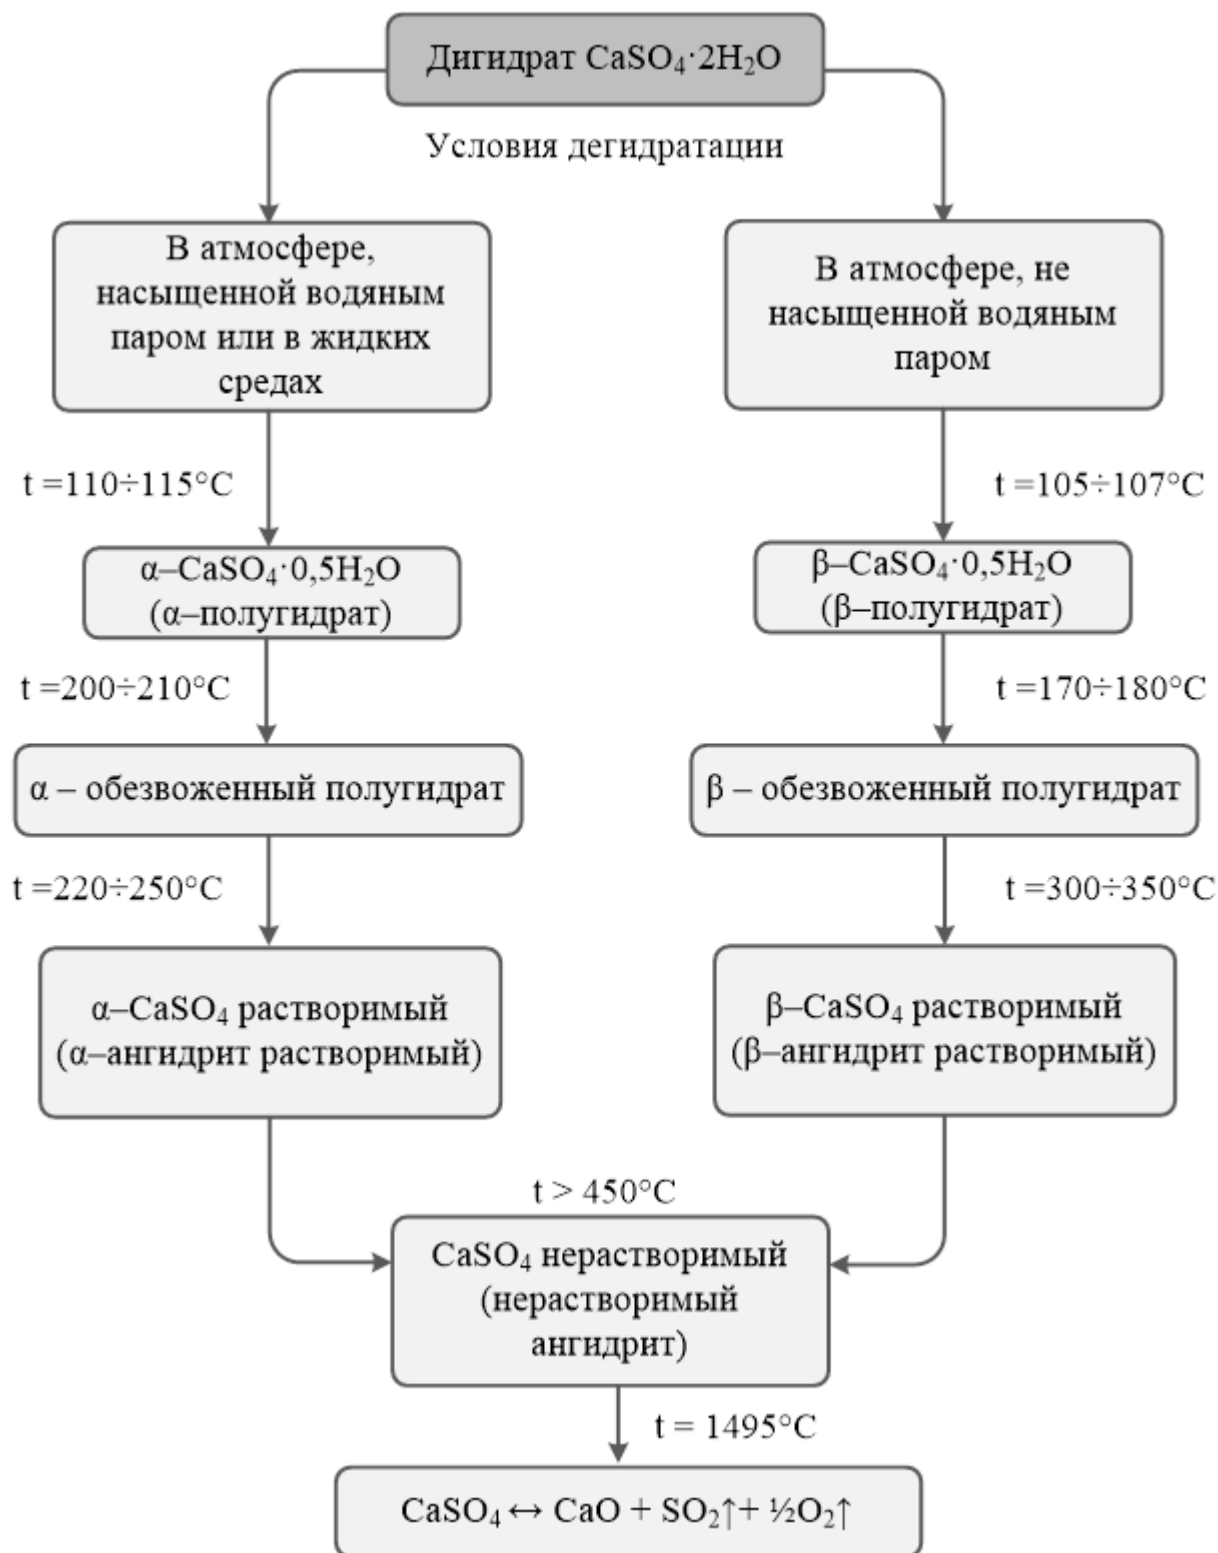 Дигидрат CaSO₄·2H₂O
Условия дегидратации
В атмосфере,
насыщенной водяным
паром или в жидких
средах
В атмосфере, не
насыщенной водяным
паром
t =110÷115°C
t =105÷107°C
α–CaSO₄·0,5H₂O
(α–полугидрат)
β–CaSO₄·0,5H₂O
(β–полугидрат)
t =200÷210°C
t =170÷180°C
α – обезвоженный полугидрат
β – обезвоженный полугидрат
t =220÷250°C
t =300÷350°C
α–CaSO₄ растворимый
(α–ангидрит растворимый)
β–CaSO₄ растворимый
(β–ангидрит растворимый)
t > 450°C
CaSO₄ нерастворимый
(нерастворимый
ангидрит)
t = 1495°C
CaSO₄ ↔ CaO + SO₂↑+ ½O₂↑